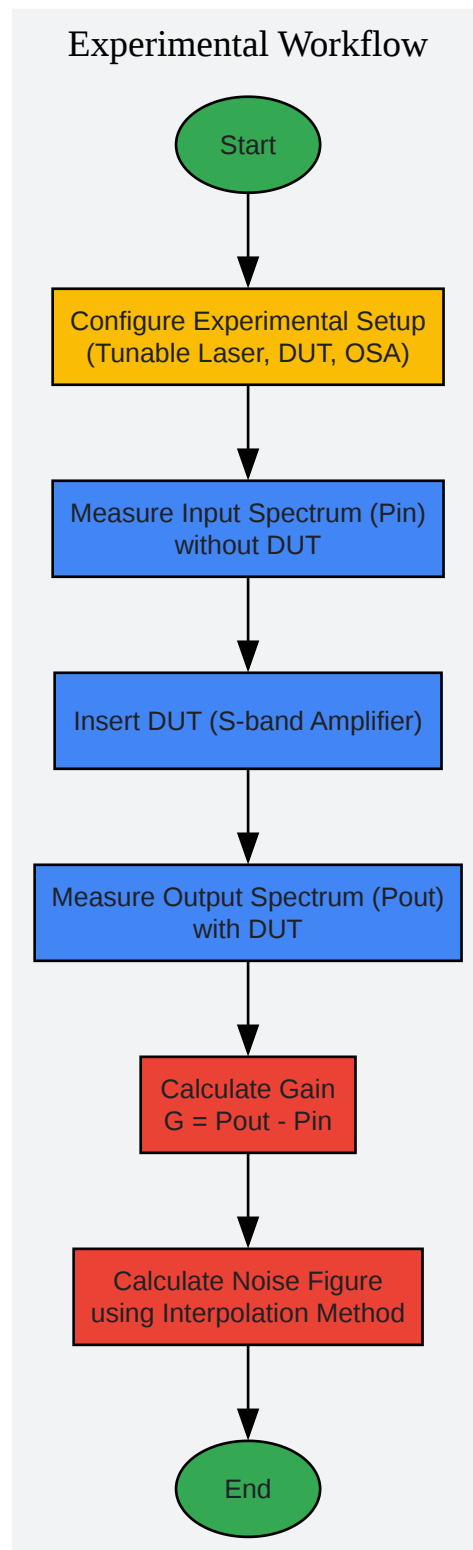 Experimental Workflow
Start
Configure Experimental Setup
(Tunable Laser, DUT, OSA)
Measure Input Spectrum (Pin)
without DUT
Insert DUT (S-band Amplifier)
Measure Output Spectrum (Pout)
with DUT
Calculate Gain
G = Pout - Pin
Calculate Noise Figure
using Interpolation Method
End